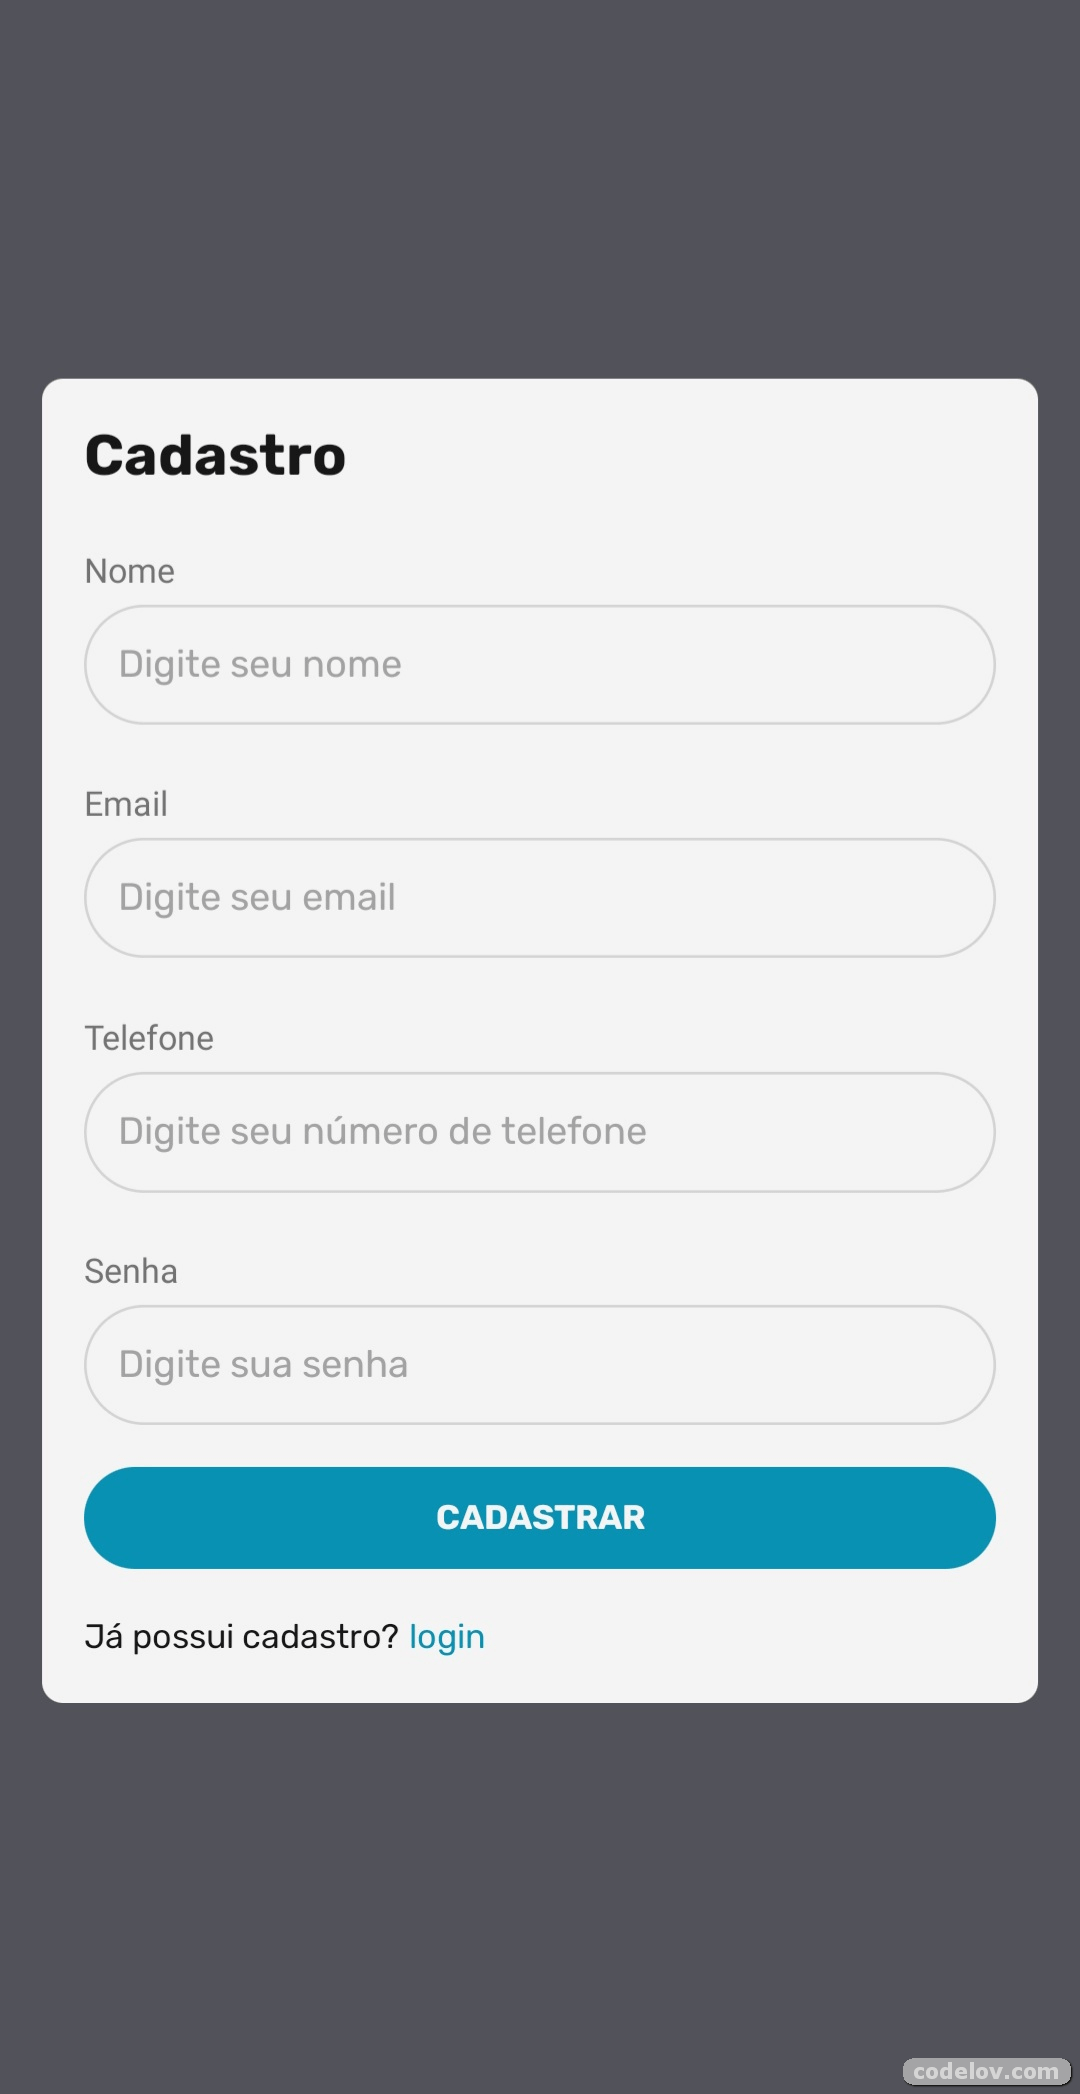 Cadastro
Nome
Digite seu nome
Email
Digite seu email
Telefone
Digite seu número de telefone
Senha
Digite sua senha
CADASTRAR
Já possui cadastro? login
codelov.com